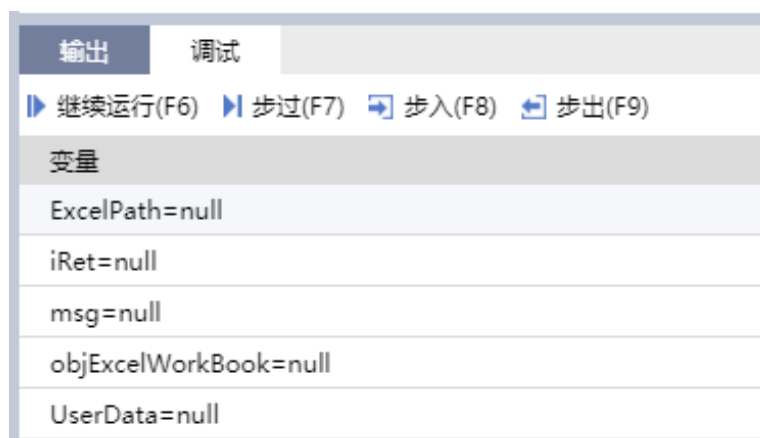 输出 调试
继续运行(F6) 步过(F7) 步入(F8) 步出(F9)
变量
ExcelPath=null
iRet=null
msg=null
objExcelWorkBook=null
UserData=null